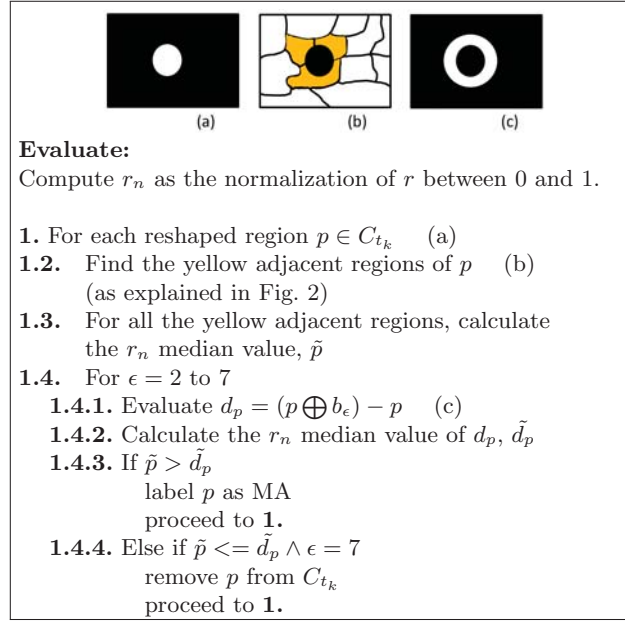 (a) (b) (c)
Evaluate:
Compute rₙ as the normalization of r between 0 and 1.
1. For each reshaped region p ∈ C_{t_k} (a)
1.2. Find the yellow adjacent regions of p (b)
(as explained in Fig. 2)
1.3. For all the yellow adjacent regions, calculate
the rₙ median value, p̃
1.4. For ϵ = 2 to 7
1.4.1. Evaluate d_p = (p ⨁ b_ϵ) − p (c)
1.4.2. Calculate the rₙ median value of d_p, d̃_p
1.4.3. If p̃ > d̃_p
label p as MA
proceed to 1.
1.4.4. Else if p̃ <= d̃_p ∧ ϵ = 7
remove p from C_{t_k}
proceed to 1.